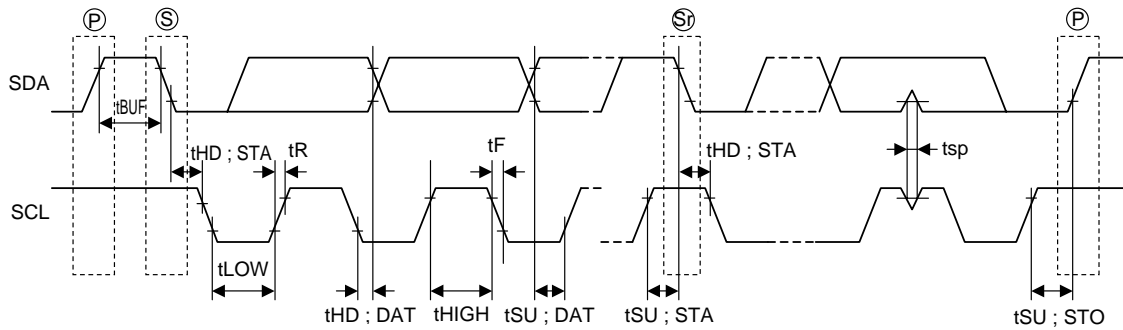 P S Sr P
SDA
tBUF
tHD ; STA tR tF tHD ; STA tsp
SCL
tLOW
tHD ; DAT tHIGH tSU ; DAT tSU ; STA tSU ; STO